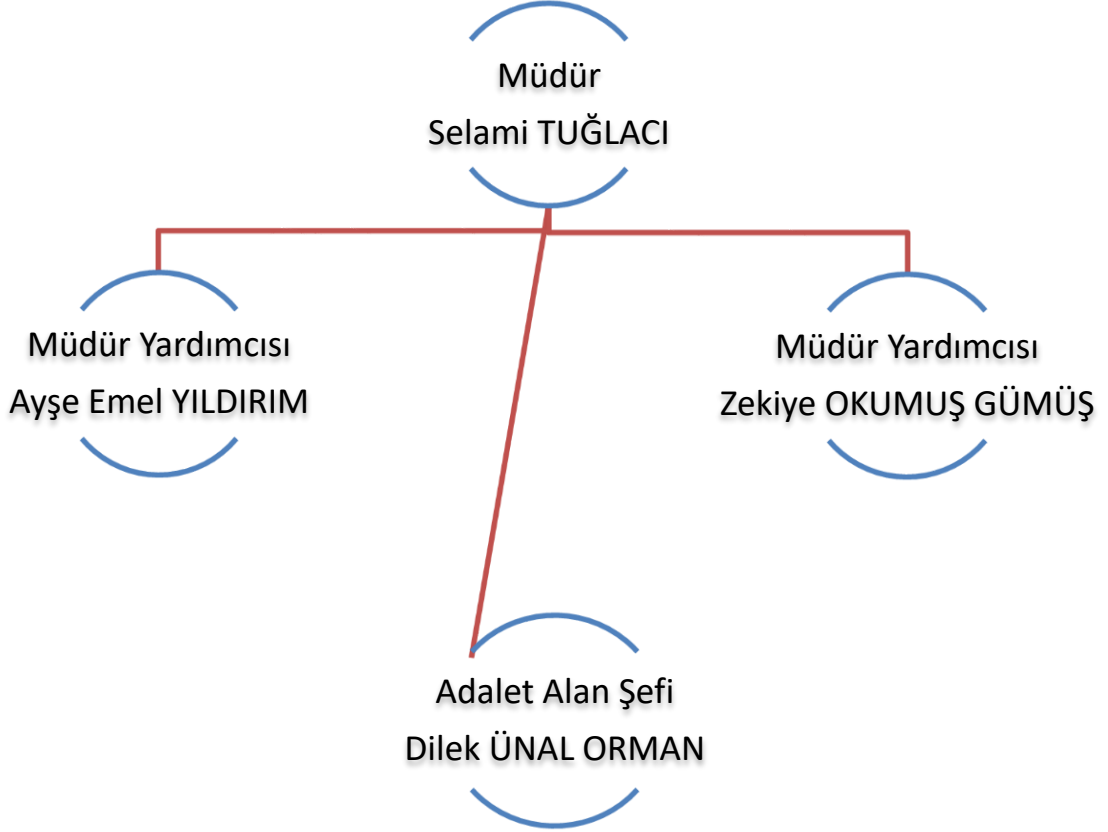 Müdür
Selami TUĞLACI
Müdür Yardımcısı
Ayşe Emel YILDIRIM
Müdür Yardımcısı
Zekiye OKUMUŞ GÜMÜŞ
Adalet Alan Şefi
Dilek ÜNAL ORMAN